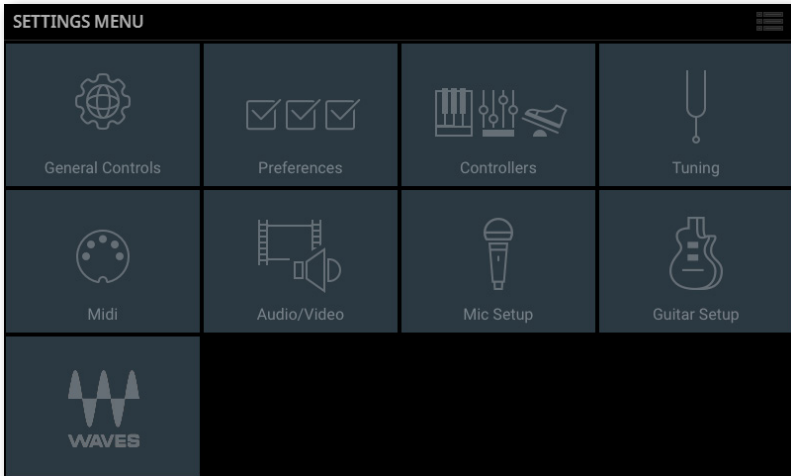 SETTINGS MENU
General Controls
Preferences
Controllers
Tuning
Midi
Audio/Video
Mic Setup
Guitar Setup
WAVES